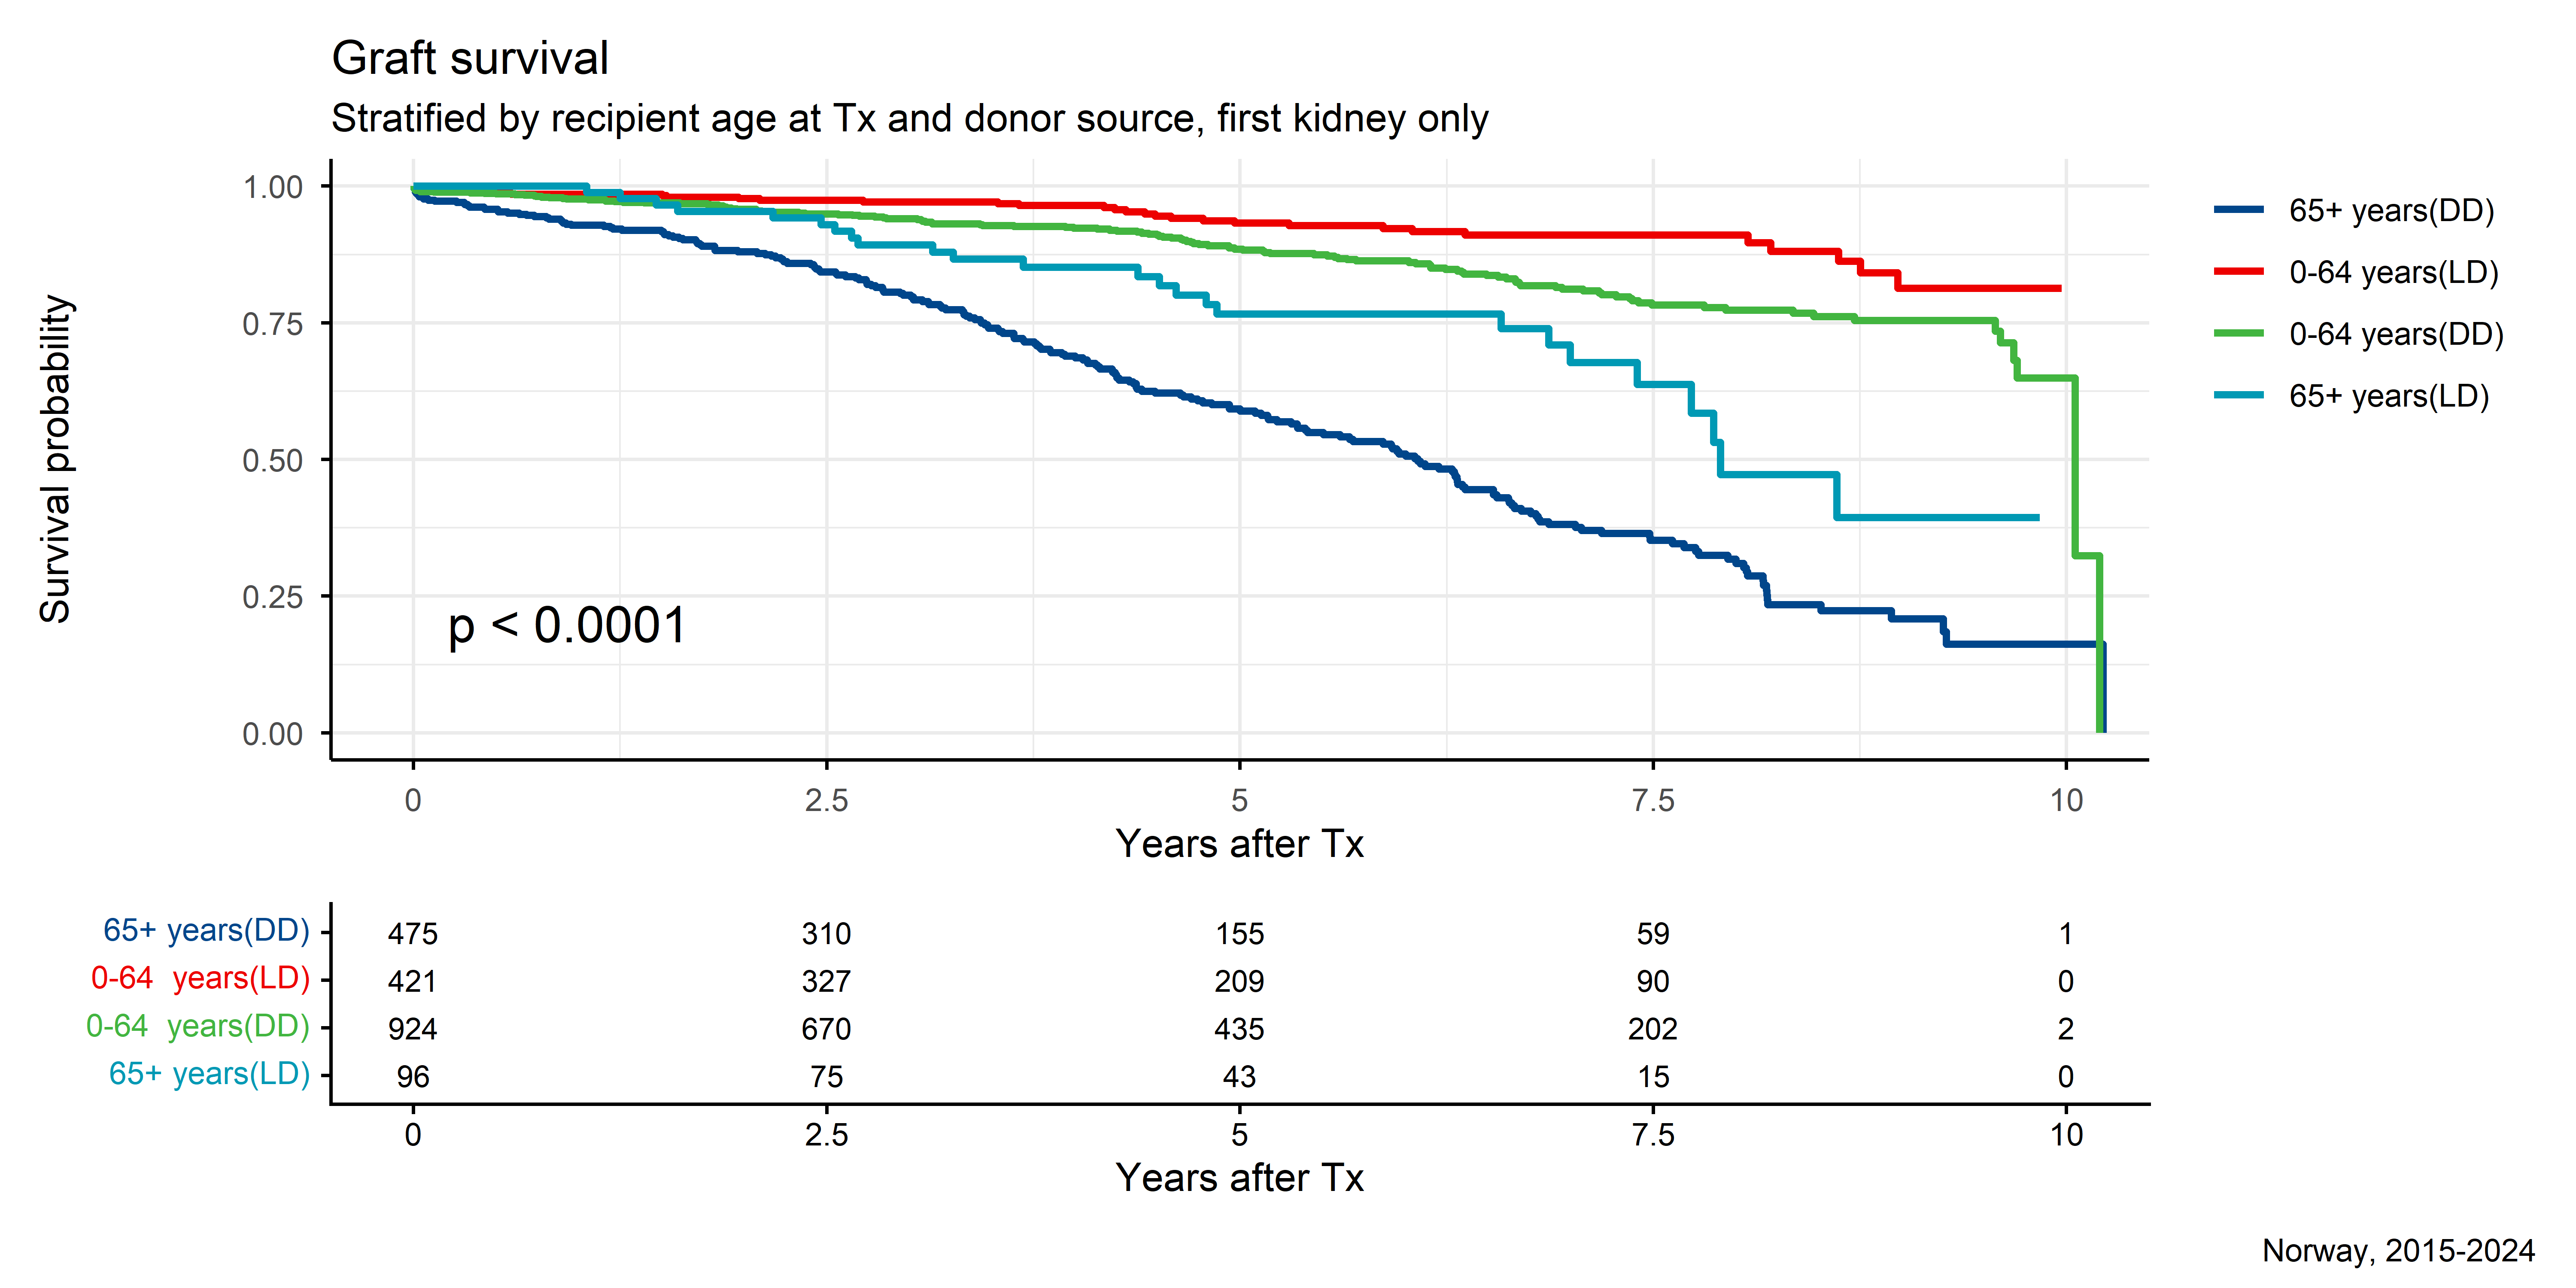 Graft survival
Stratified by recipient age at Tx and donor source, first kidney only
Survival probability
1.00
0.75
0.50
0.25
0.00
p < 0.0001
0 2.5 5 7.5 10
Years after Tx
65+ years(DD)
0-64 years(LD)
0-64 years(DD)
65+ years(LD)
65+ years(DD) 475 310 155 59 1
0-64 years(LD) 421 327 209 90 0
0-64 years(DD) 924 670 435 202 2
65+ years(LD) 96 75 43 15 0
0 2.5 5 7.5 10
Years after Tx
Norway, 2015-2024